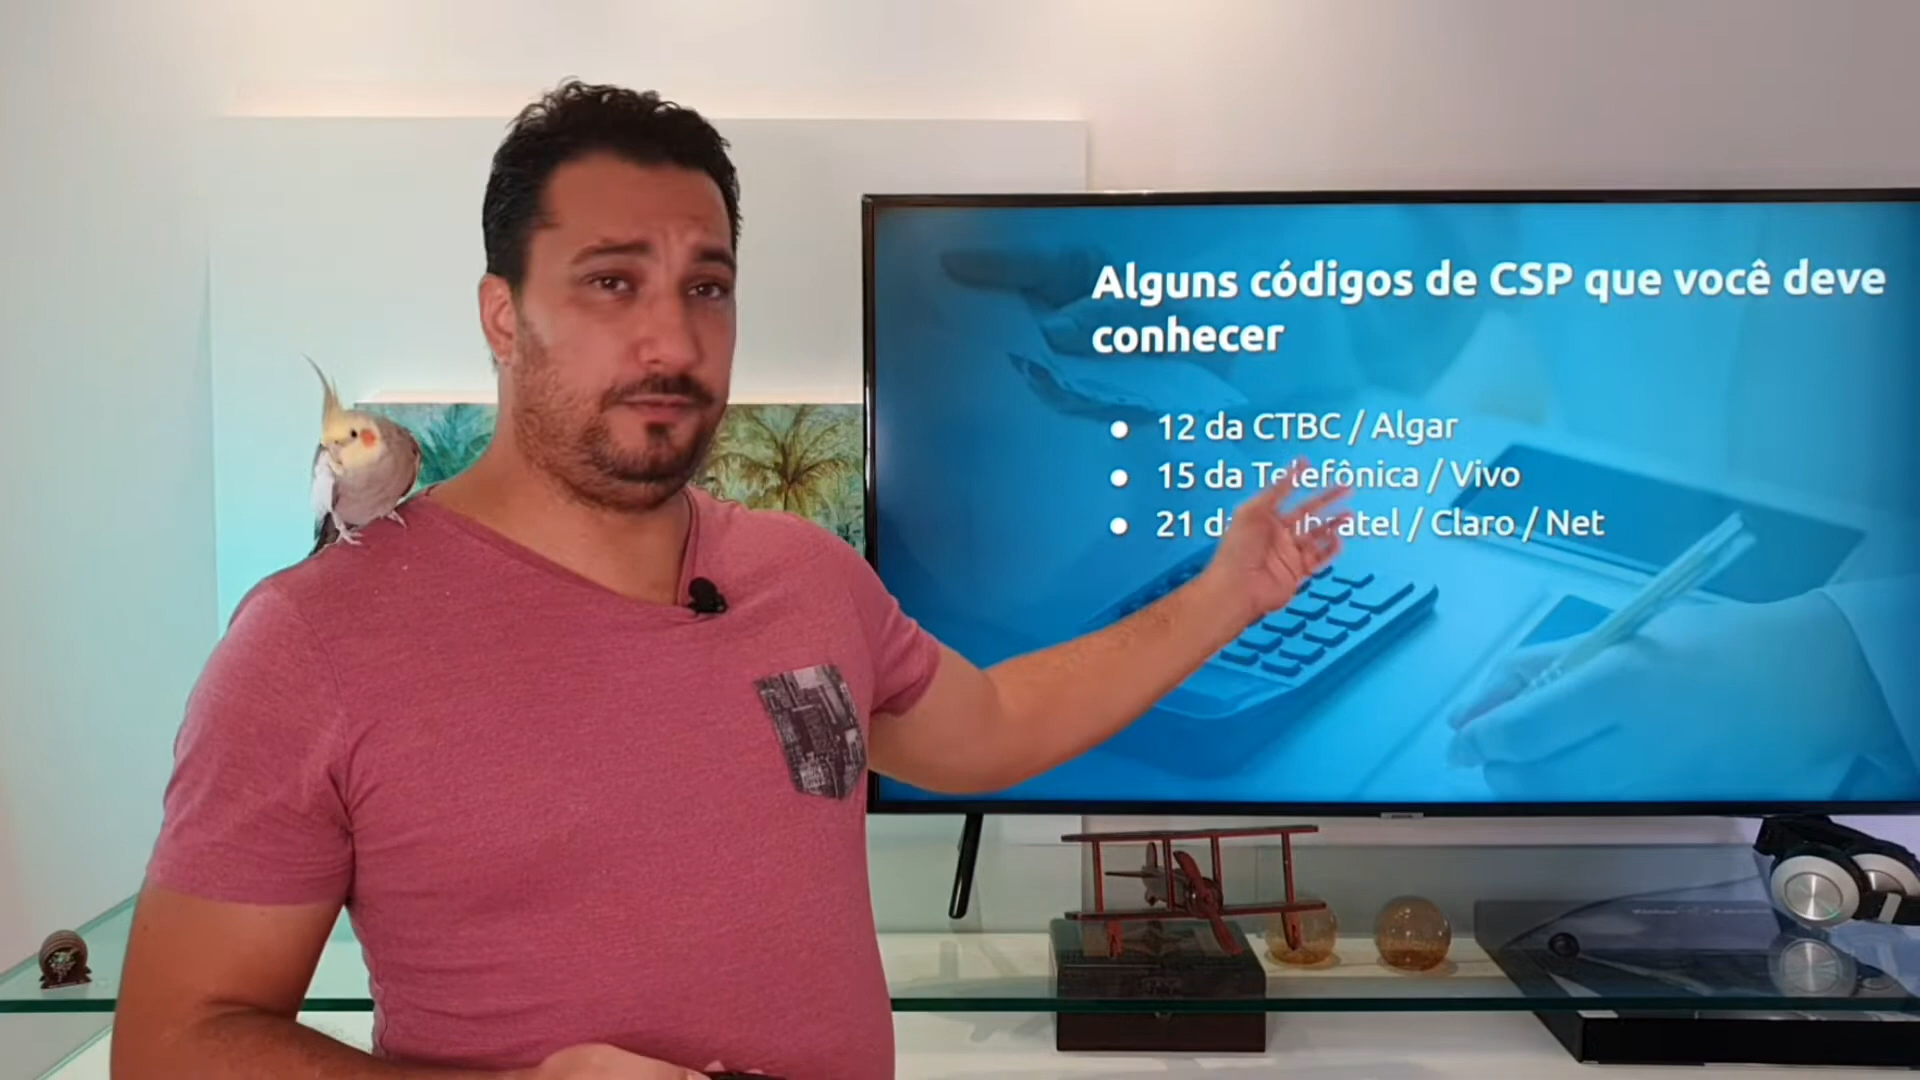 Alguns códigos de CSP que você deve
conhecer
● 12 da CTBC / Algar
● 15 da Telefônica / Vivo
● 21 da / Claro / Net